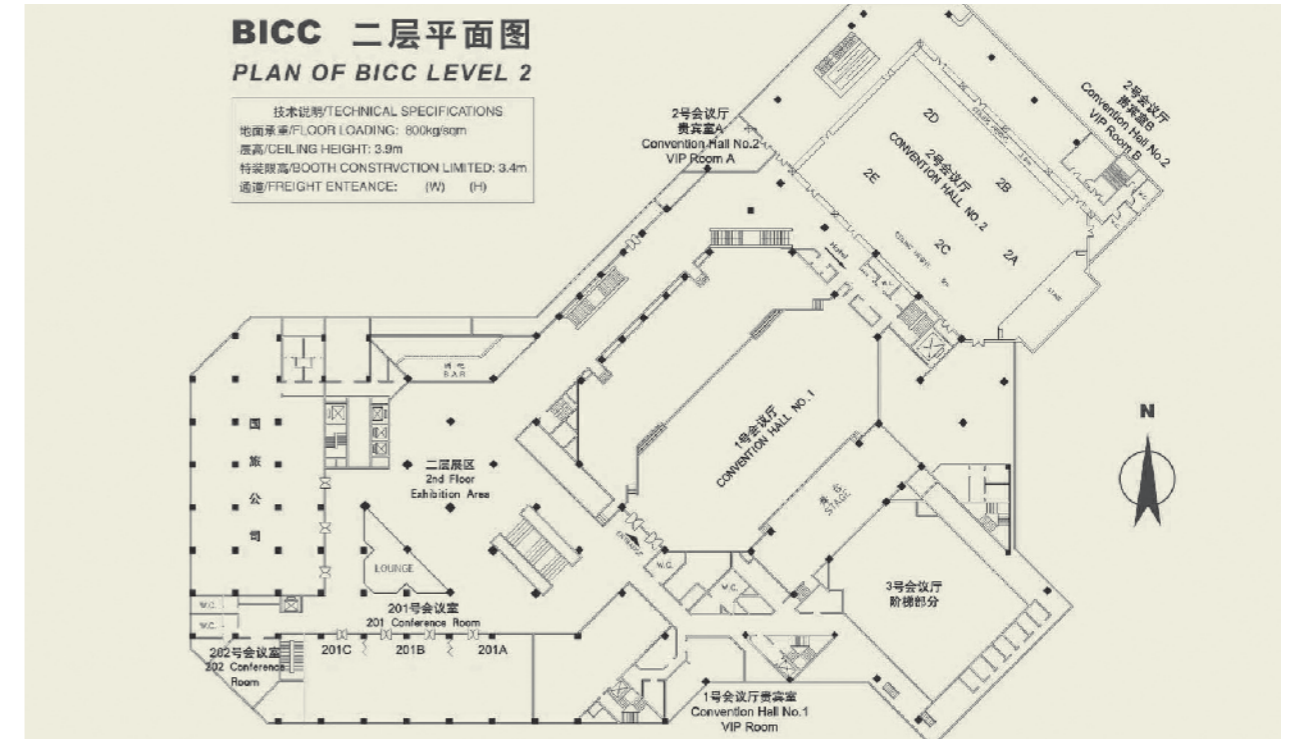 BICC 二层平面图
PLAN OF BICC LEVEL 2
技术说明/TECHNICAL SPECIFICATIONS
地面承重/FLOOR LOADING: 800kg/sqm
层高/CEILING HEIGHT: 3.9m
特装限高/BOOTH CONSTRVCTION LIMITED: 3.4m
通道/FREIGHT ENTEANCE: (W) (H)
2号会议厅
贵宾室A
Convention Hall No.2
VIP Room A
2号会议厅
贵宾室B
Convention Hall No.2
VIP Room B
2D
2号会议厅
CONVENTION HALL NO.2
2E
2B
2C
2A
STAGE
Hotel
BAR
1号会议厅
CONVENTION HALL NO.1
N
国旅公司
二层展区
2nd Floor
Exhibition Area
STAGE
ENTRANCE
LOUNGE
W.C.
W.C.
W.C.
W.C.
3号会议厅
阶梯部分
201号会议室
201 Conference Room
201C
201B
201A
202号会议室
202 Conference
Room
1号会议厅贵宾室
Convention Hall No.1
VIP Room